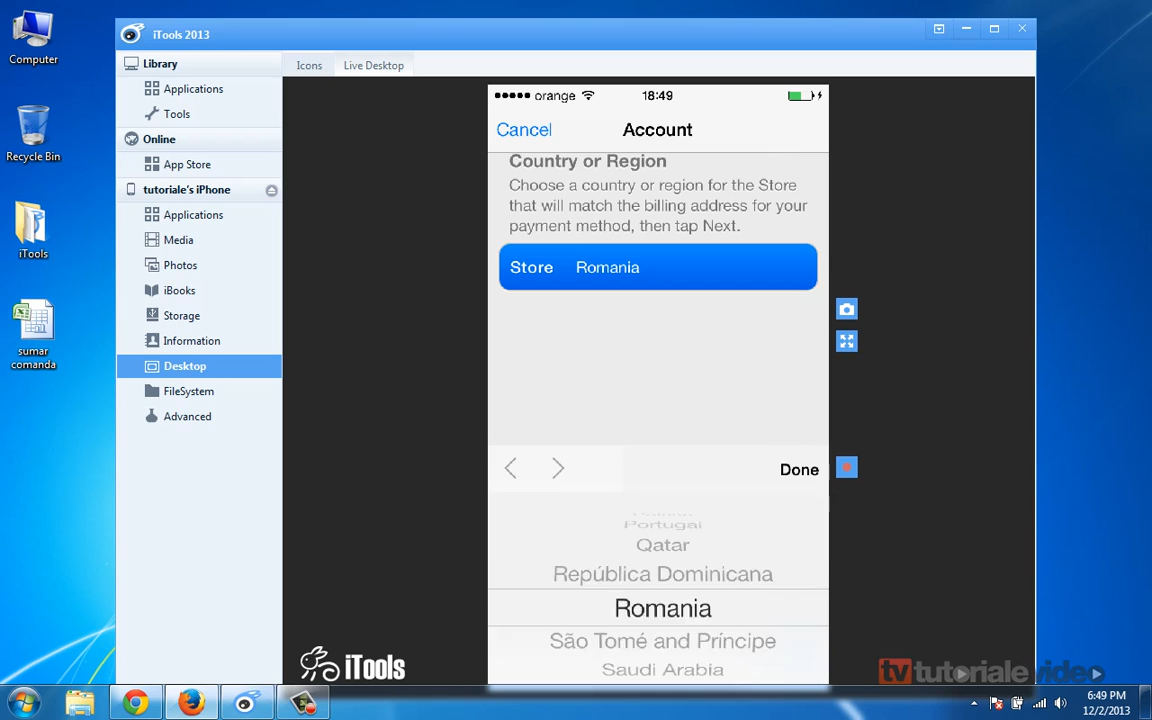 Computer
Recycle Bin
iTools
sumar
comanda
iTools 2013
Library
Applications
Tools
Online
App Store
tutoriale's iPhone
Applications
Media
Photos
iBooks
Storage
Information
Desktop
FileSystem
Advanced
Icons
Live Desktop
orange
18:49
Cancel
Account
Country or Region
Choose a country or region for the Store
that will match the billing address for your
payment method, then tap Next.
Store Romania
Done
Portugal
Qatar
República Dominicana
Romania
São Tomé and Príncipe
Saudi Arabia
iTools
tv tutoriale video
6:49 PM
12/2/2013